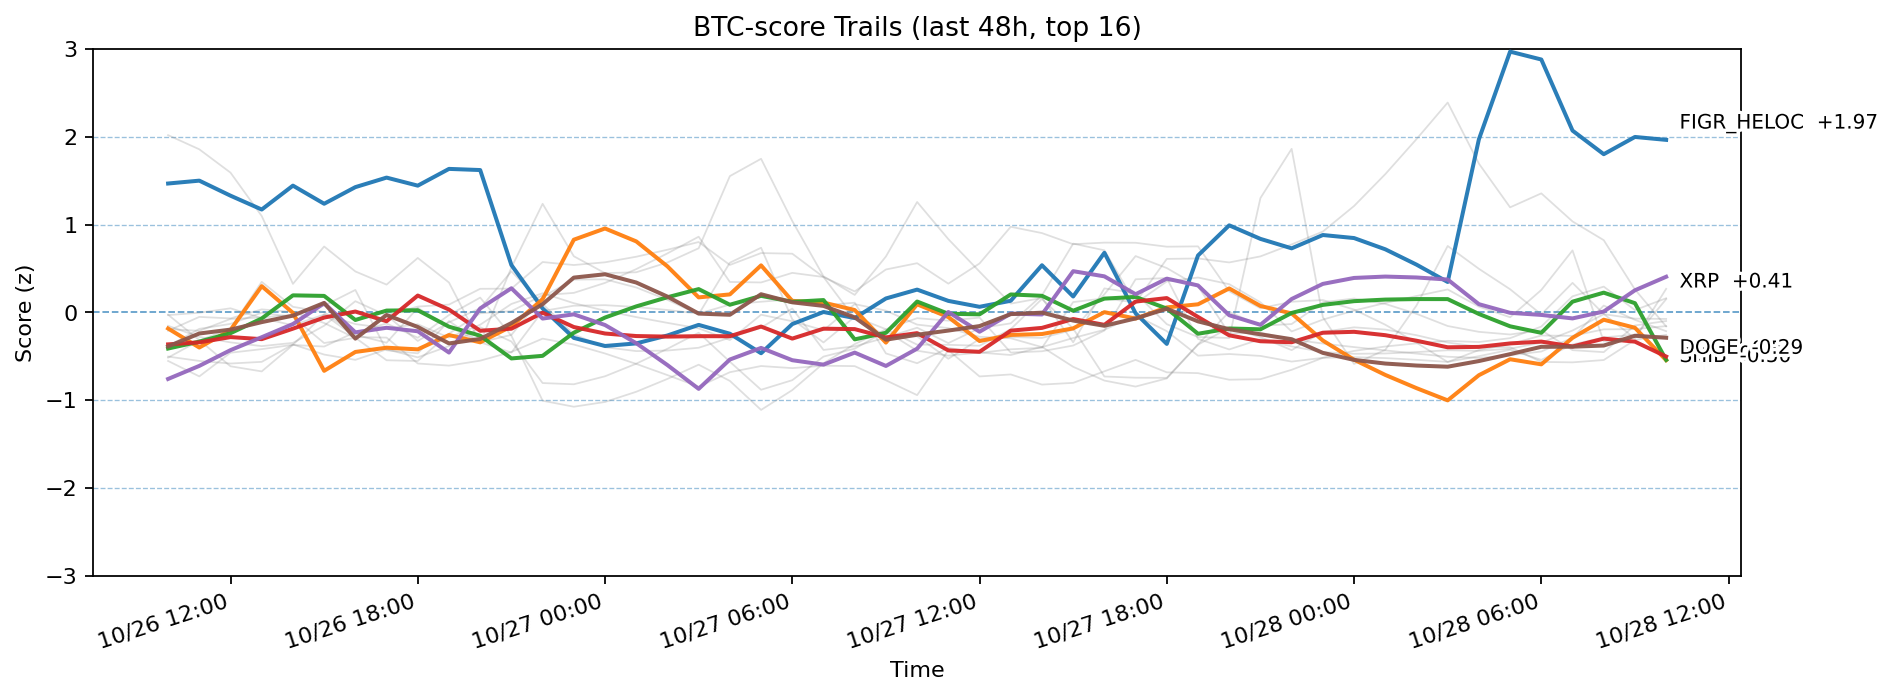 BTC-score Trails (last 48h, top 16)
Score (z)
3
2
1
0
−1
−2
−3
FIGR_HELOC +1.97
XRP +0.41
DOGE -0.29
10/26 12:00
10/26 18:00
10/27 00:00
10/27 06:00
10/27 12:00
10/27 18:00
10/28 00:00
10/28 06:00
10/28 12:00
Time